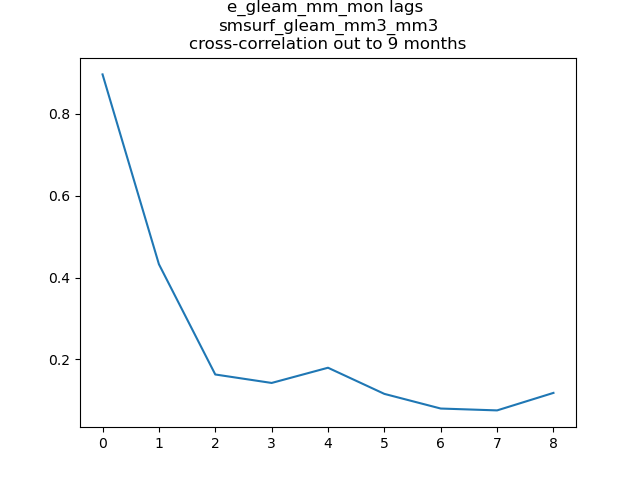 e_gleam_mm_mon lags
smsurf_gleam_mm3_mm3
cross-correlation out to 9 months
0.8
0.6
0.4
0.2
0 1 2 3 4 5 6 7 8